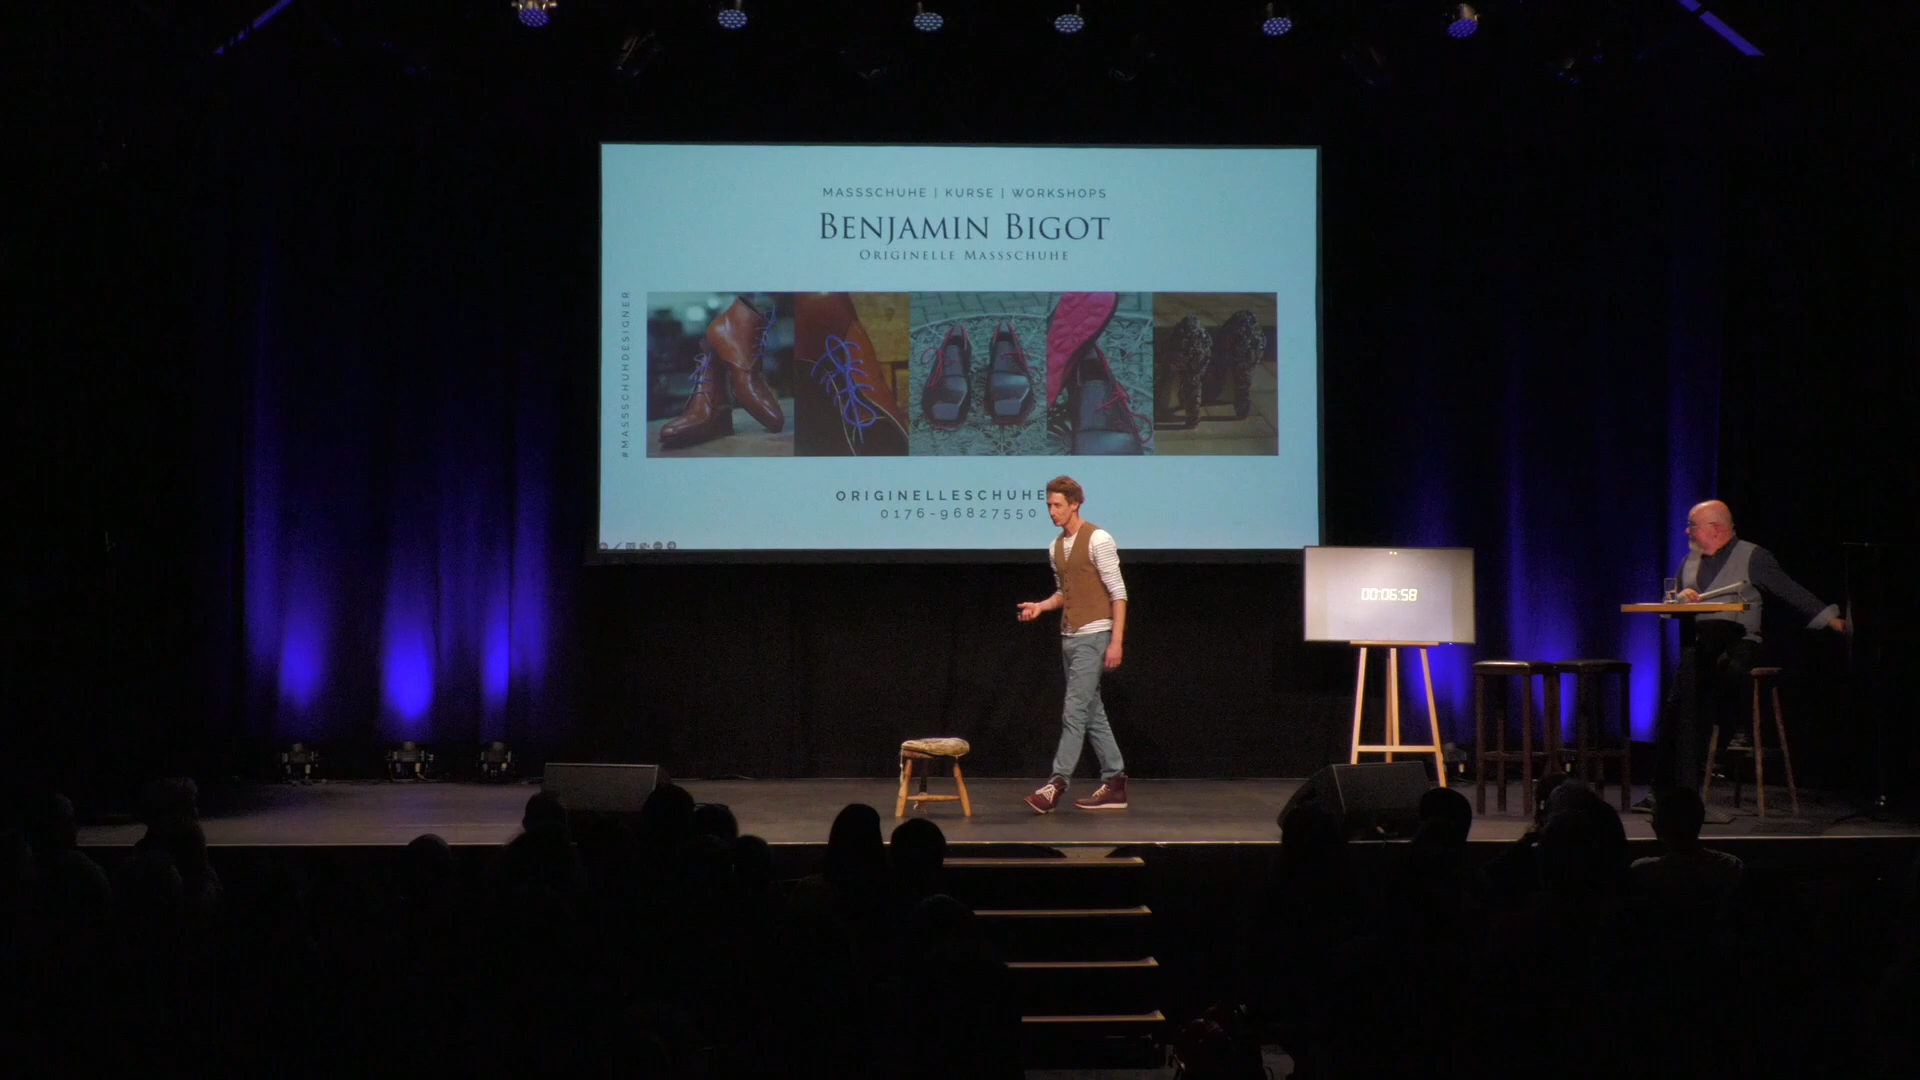 MASSSCHUHE | KURSE | WORKSHOPS
BENJAMIN BIGOT
ORIGINELLE MASSSCHUHE
#MASSSCHUHDESIGNER
ORIGINELLESCHUHE
0176-96827550
00:06:58